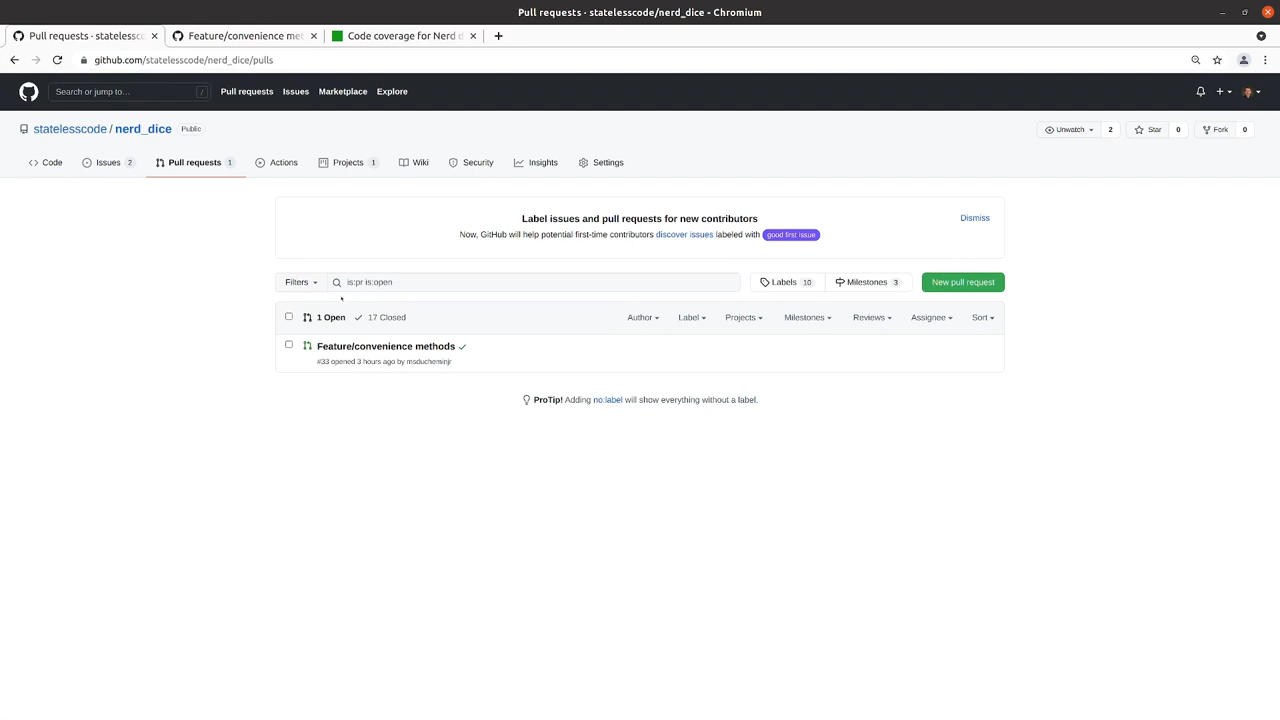 Pull requests · statelesscode/nerd_dice - Chromium
Pull requests · statelessc
Feature/convenience met
Code coverage for Nerd d
github.com/statelesscode/nerd_dice/pulls
Search or jump to… /
Pull requests
Issues
Marketplace
Explore
statelesscode / nerd_dice Public
Unwatch 2
Star 0
Fork 0
Code
Issues 2
Pull requests 1
Actions
Projects 1
Wiki
Security
Insights
Settings
Label issues and pull requests for new contributors
Dismiss
Now, GitHub will help potential first-time contributors discover issues labeled with good first issue
Filters
is:pr is:open
Labels 10
Milestones 3
New pull request
1 Open
17 Closed
Author
Label
Projects
Milestones
Reviews
Assignee
Sort
Feature/convenience methods
#33 opened 3 hours ago by msducheminjr
ProTip! Adding no:label will show everything without a label.